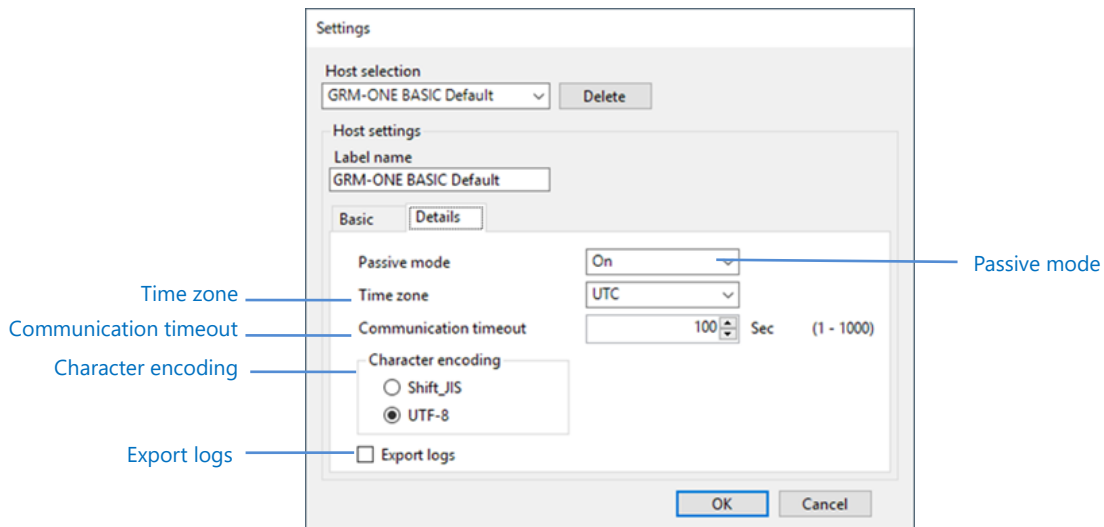 Settings
Host selection
GRM-ONE BASIC Default Delete
Host settings
Label name
GRM-ONE BASIC Default
Basic Details
Passive mode On Passive mode
Time zone Time zone UTC
Communication timeout Communication timeout 100 Sec (1 - 1000)
Character encoding Character encoding
Shift_JIS
UTF-8
Export logs Export logs
OK Cancel